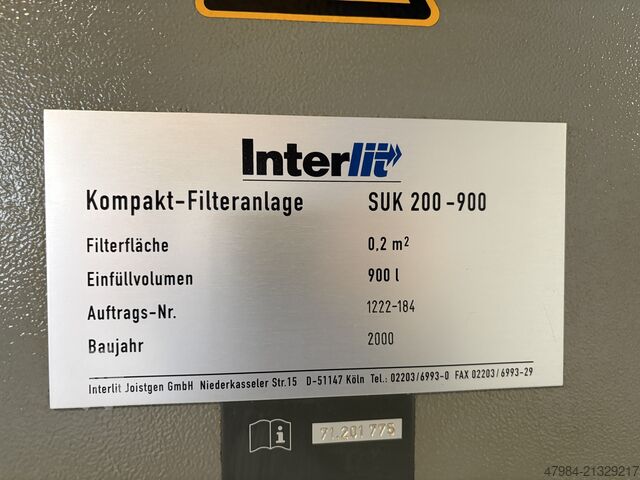 Interlit
Kompakt-Filteranlage SUK 200-900
Filterfläche 0,2 m²
Einfüllvolumen 900 l
Auftrags-Nr. 1222-184
Baujahr 2000
Interlit Joistgen GmbH Niederkasseler Str.15 D-51147 Köln Tel.: 02203/6993-0 FAX 02203/6993-29
i 71.201 775
47984-21329217